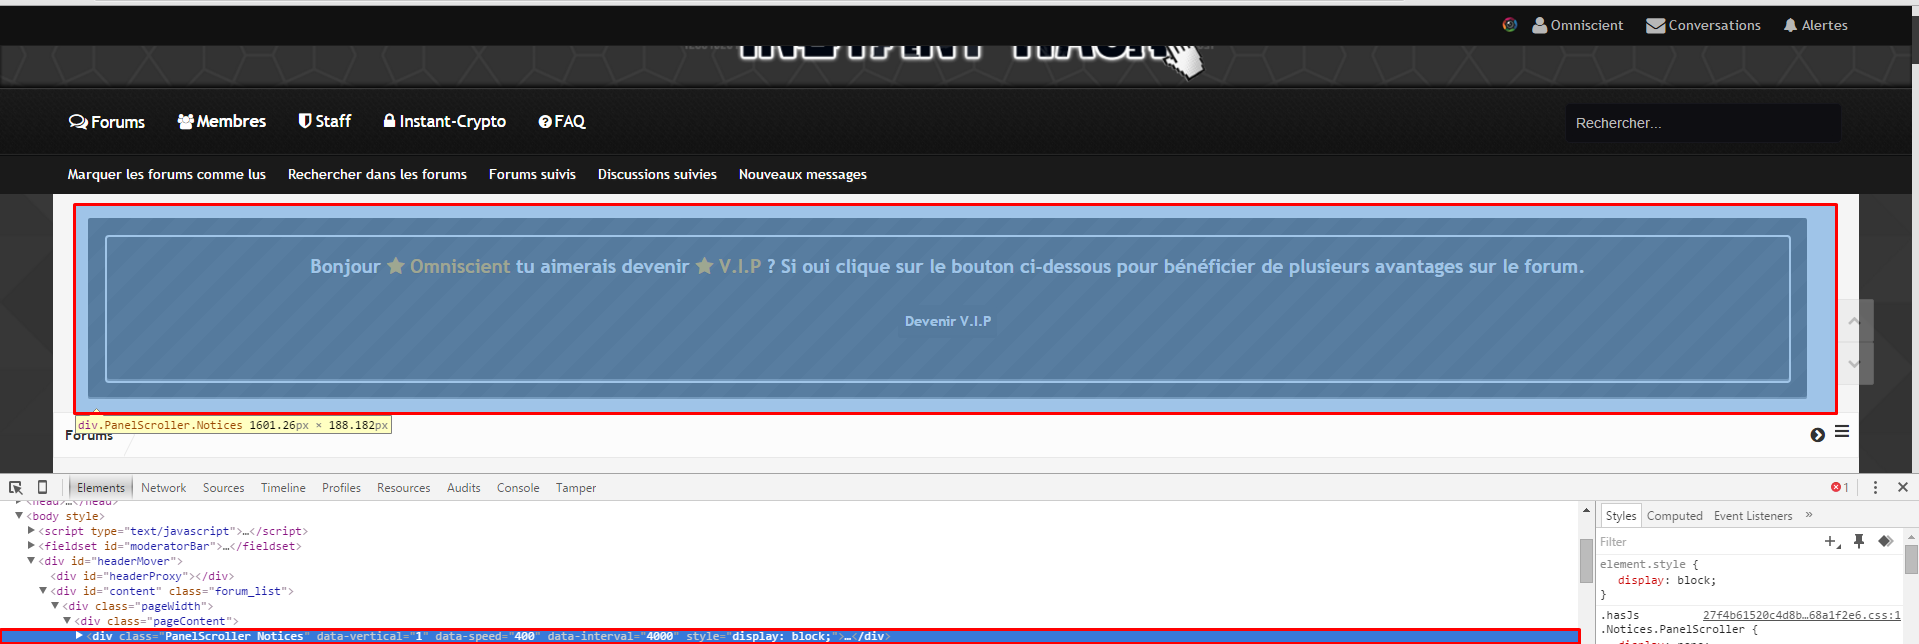 Omniscient Conversations Alertes
Forums Membres Staff Instant-Crypto FAQ Rechercher...
Marquer les forums comme lus Rechercher dans les forums Forums suivis Discussions suivies Nouveaux messages
Bonjour Omniscient tu aimerais devenir V.I.P ? Si oui clique sur le bouton ci-dessous pour bénéficier de plusieurs avantages sur le forum.
Devenir V.I.P
div.PanelScroller.Notices 1601.26px × 188.182px
Forums
Elements Network Sources Timeline Profiles Resources Audits Console Tamper 1
<head>…</head>
<body style>
<script type="text/javascript">…</script>
<fieldset id="moderatorBar">…</fieldset>
<div id="headerMover">
<div id="headerProxy"></div>
<div id="content" class="forum_list">
<div class="pageWidth">
<div class="pageContent">
<div class="PanelScroller Notices" data-vertical="1" data-speed="400" data-interval="4000" style="display: block;">…</div>
Styles Computed Event Listeners »
Filter
element.style {
display: block;
}
.hasJs 27f4b61520c4d8b…68a1f2e6.css:1
.Notices.PanelScroller {